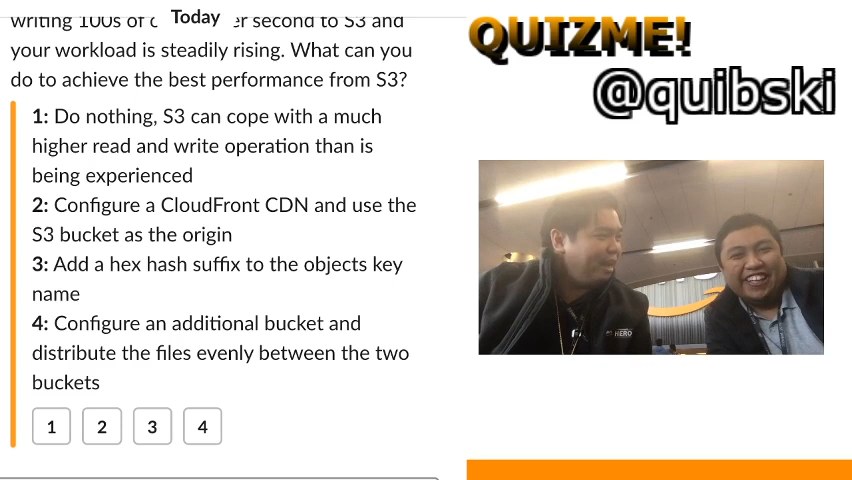 Today
writing 100s of er second to S3 and
your workload is steadily rising. What can you
do to achieve the best performance from S3?
1: Do nothing, S3 can cope with a much
higher read and write operation than is
being experienced
2: Configure a CloudFront CDN and use the
S3 bucket as the origin
3: Add a hex hash suffix to the objects key
name
4: Configure an additional bucket and
distribute the files evenly between the two
buckets
1 2 3 4
QUIZME!
@quibski
HERO